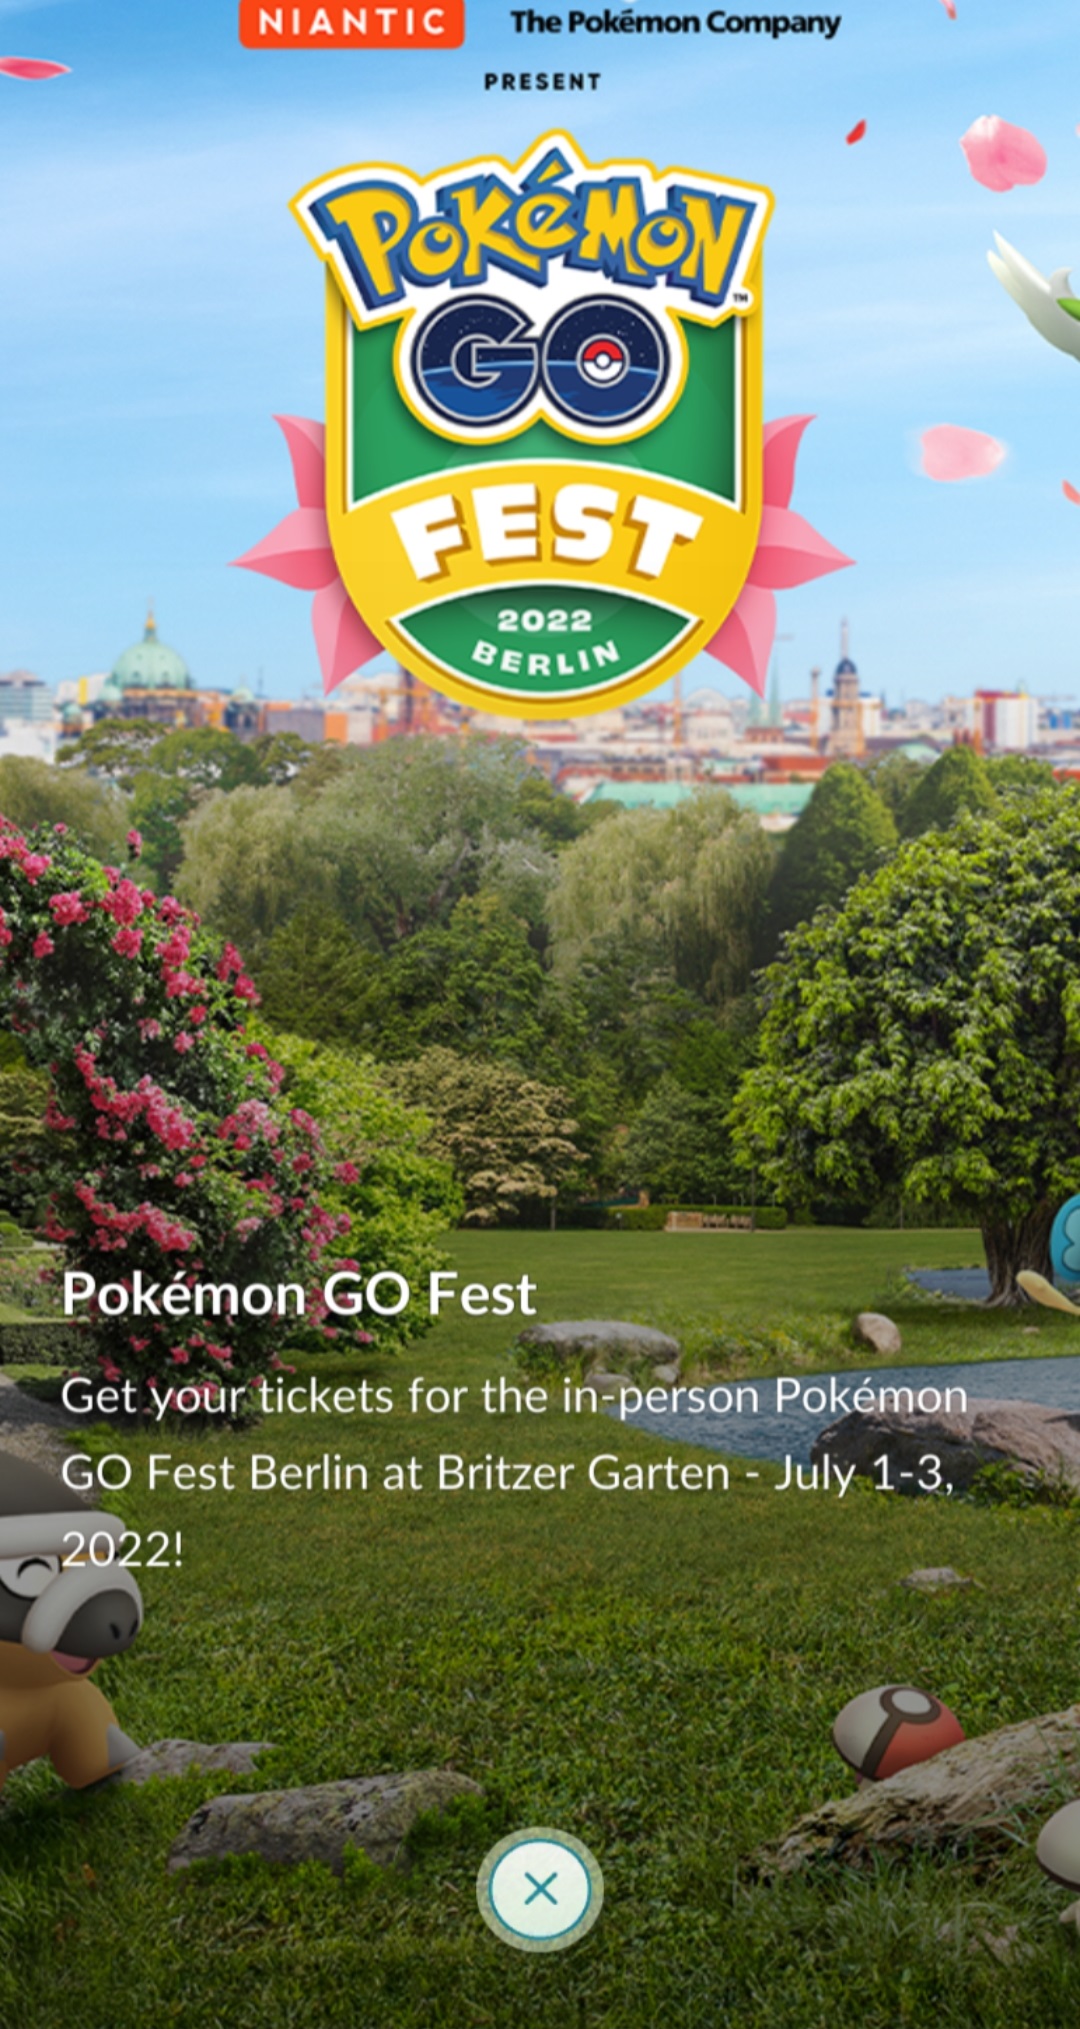 NIANTIC The Pokémon Company
PRESENT
POKéMON
TM
GO
FEST
2022
BERLIN
Pokémon GO Fest
Get your tickets for the in-person Pokémon
GO Fest Berlin at Britzer Garten - July 1-3,
2022!